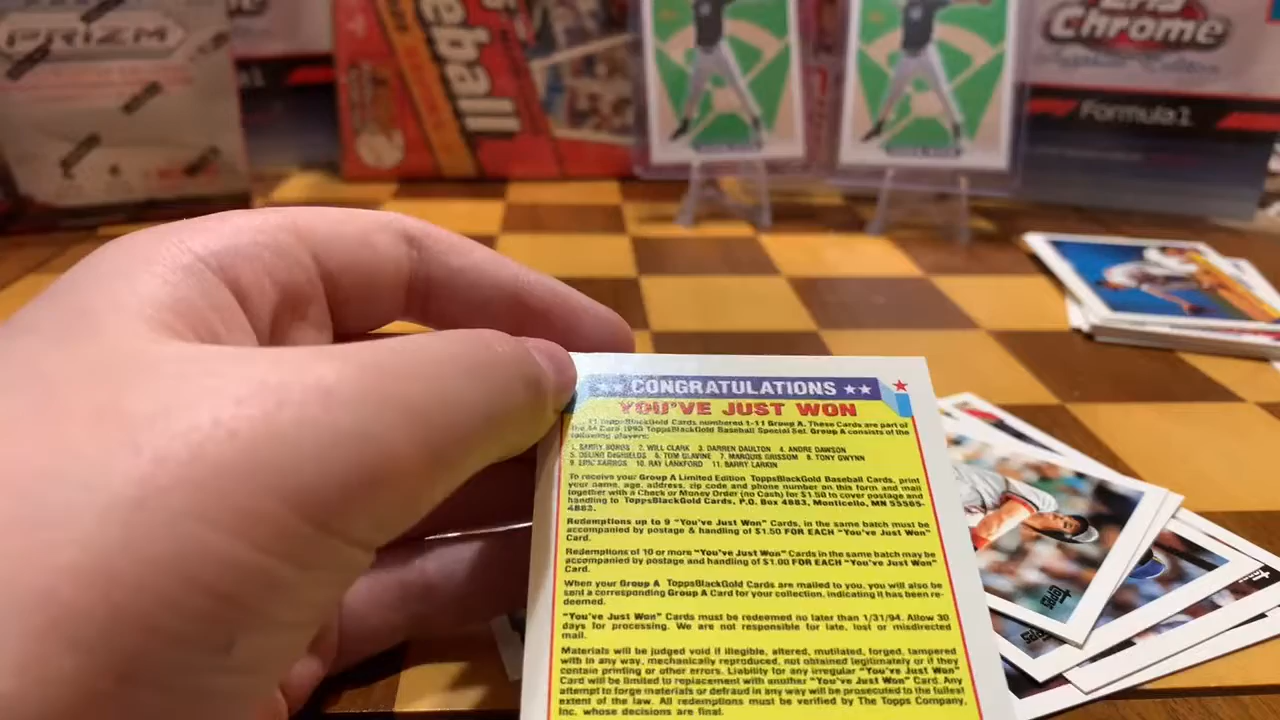 PRIZM
eball
Chrome
Formula 1
★★ CONGRATULATIONS ★★
YOU'VE JUST WON
11 ToppsBlackGold Cards numbered 1-11 Group A. These Cards are part of
the 44 Card 1993 ToppsBlackGold Baseball Special Set. Group A consists of the
following players:
1. BARRY BONDS 2. WILL CLARK 3. DARREN DAULTON 4. ANDRE DAWSON
5. DELINO DeSHIELDS 6. TOM GLAVINE 7. MARQUIS GRISSOM 8. TONY GWYNN
9. ERIC KARROS 10. RAY LANKFORD 11. BARRY LARKIN
To receive your Group A Limited Edition ToppsBlackGold Baseball Cards, print
your name, age, address, zip code and phone number on this form and mail
together with a Check or Money Order (no Cash) for $1.50 to cover postage and
handling to ToppsBlackGold Cards, P.O. Box 4883, Monticello, MN 55565-
4883.
Redemptions up to 9 "You've Just Won" Cards, in the same batch must be
accompanied by postage & handling of $1.50 FOR EACH "You've Just Won"
Card.
Redemptions of 10 or more "You've Just Won" Cards in the same batch may be
accompanied by postage and handling of $1.00 FOR EACH "You've Just Won"
Card.
When your Group A ToppsBlackGold Cards are mailed to you, you will also be
sent a corresponding Group A Card for your collection, indicating it has been re-
deemed.
"You've Just Won" Cards must be redeemed no later than 1/31/94. Allow 30
days for processing. We are not responsible for late, lost or misdirected
mail.
Materials will be judged void if illegible, altered, mutilated, forged, tampered
with in any way, mechanically reproduced, not obtained legitimately or if they
contain printing or other errors. Liability for any irregular "You've Just Won"
Card will be limited to replacement with another "You've Just Won" Card. Any
attempt to forge materials or defraud in any way will be prosecuted to the fullest
extent of the law. All redemptions must be verified by The Topps Company,
Inc. whose decisions are final.
Topps